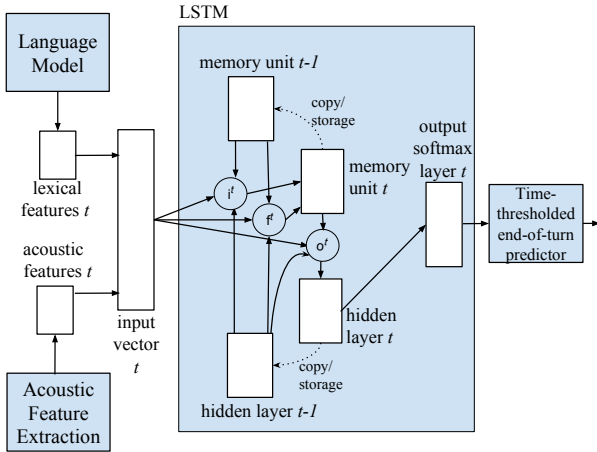 LSTM
Language
Model
lexical
features t
acoustic
features t
Acoustic
Feature
Extraction
input
vector
t
memory unit t-1
copy/
storage
i^t
f^t
o^t
memory
unit t
hidden
layer t
copy/
storage
hidden layer t-1
output
softmax
layer t
Time-
thresholded
end-of-turn
predictor